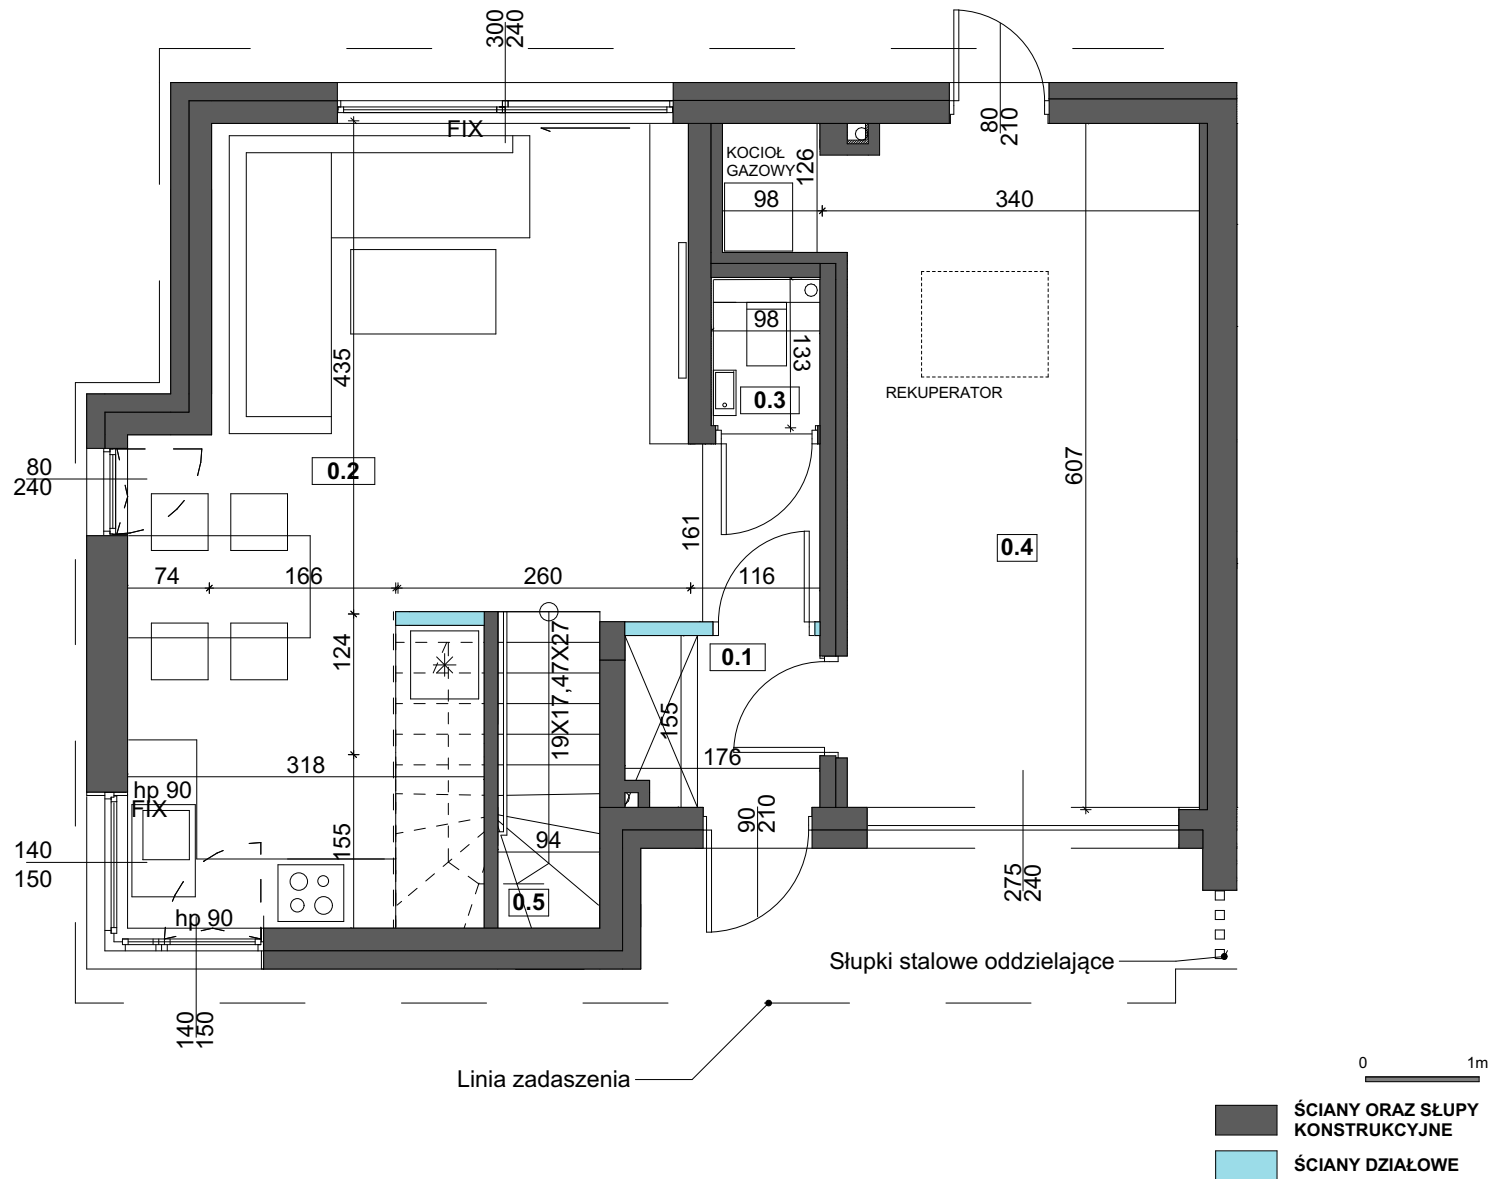 300
240
FIX
80
210
KOCIOŁ
GAZOWY
126
98
340
98
133
0.3
435
REKUPERATOR
607
0.2
80
240
161
0.4
74
166
260
116
124
19X17,47X27
0.1
155
176
318
hp 90
FIX
140
150
155
94
90
210
0.5
hp 90
275
240
140
150
Słupki stalowe oddzielające
Linia zadaszenia
0 1m
ŚCIANY ORAZ SŁUPY
KONSTRUKCYJNE
ŚCIANY DZIAŁOWE